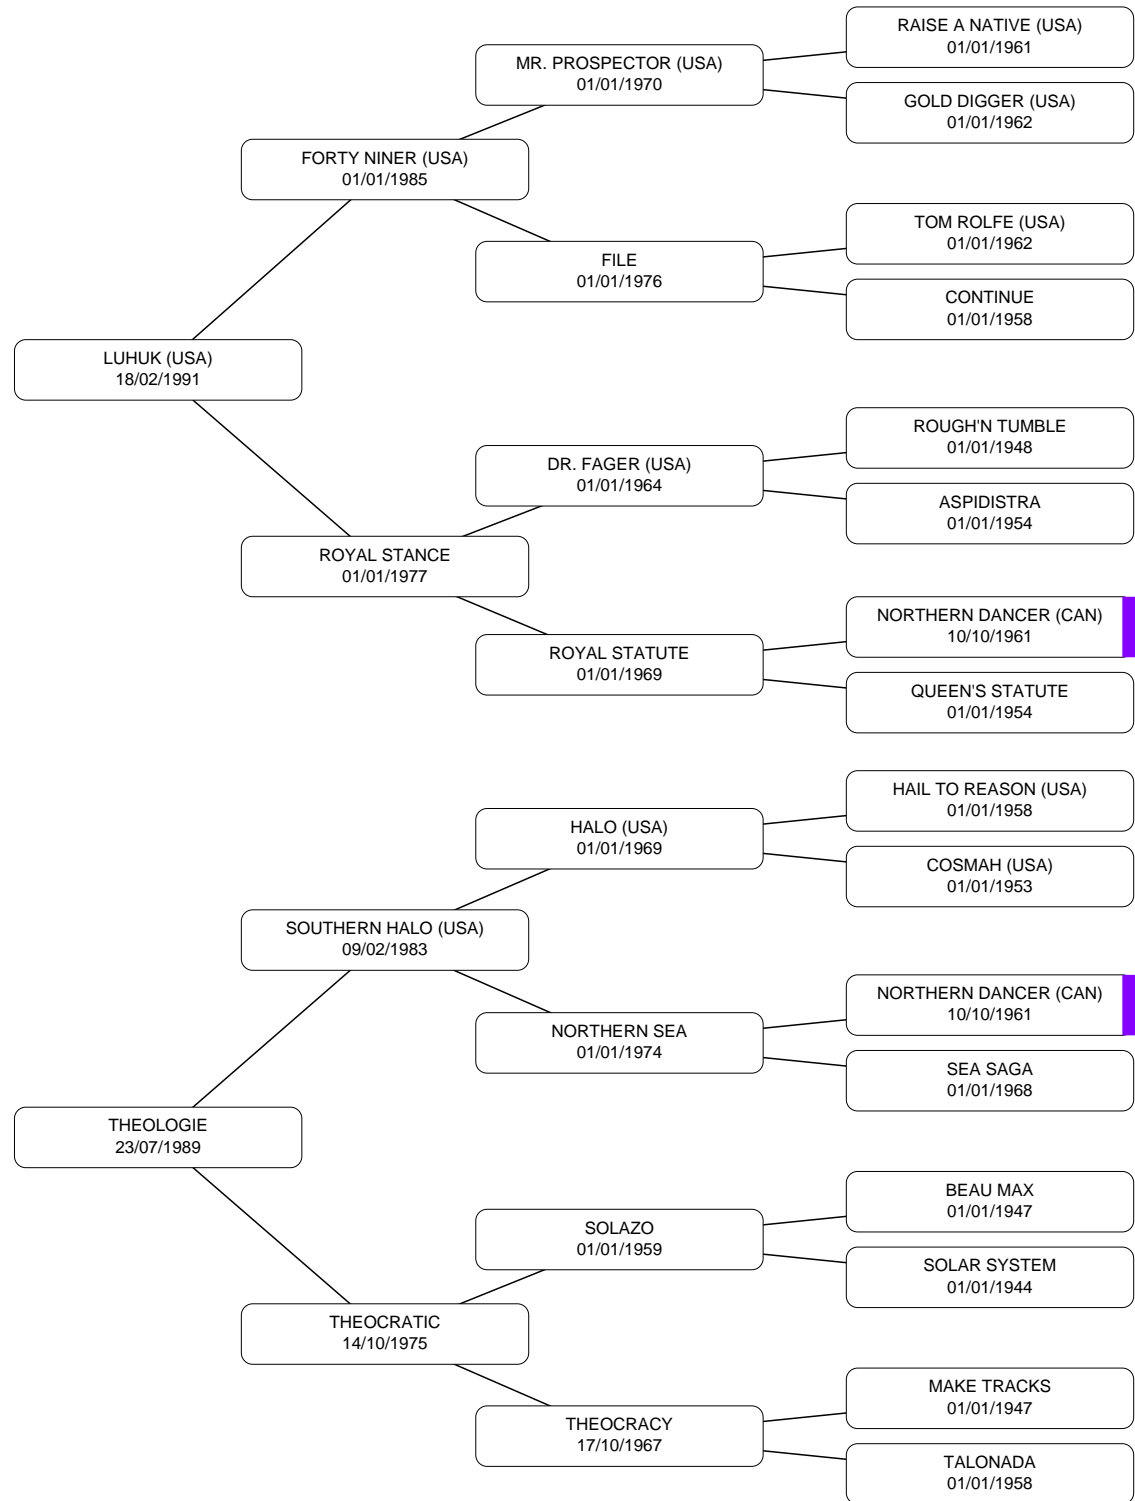 RAISE A NATIVE (USA)
01/01/1961
MR. PROSPECTOR (USA)
01/01/1970
GOLD DIGGER (USA)
01/01/1962
FORTY NINER (USA)
01/01/1985
TOM ROLFE (USA)
01/01/1962
FILE
01/01/1976
CONTINUE
01/01/1958
LUHUK (USA)
18/02/1991
ROUGH'N TUMBLE
01/01/1948
DR. FAGER (USA)
01/01/1964
ASPIDISTRA
01/01/1954
ROYAL STANCE
01/01/1977
NORTHERN DANCER (CAN)
10/10/1961
ROYAL STATUTE
01/01/1969
QUEEN'S STATUTE
01/01/1954
HAIL TO REASON (USA)
01/01/1958
HALO (USA)
01/01/1969
COSMAH (USA)
01/01/1953
SOUTHERN HALO (USA)
09/02/1983
NORTHERN DANCER (CAN)
10/10/1961
NORTHERN SEA
01/01/1974
SEA SAGA
01/01/1968
THEOLOGIE
23/07/1989
BEAU MAX
01/01/1947
SOLAZO
01/01/1959
SOLAR SYSTEM
01/01/1944
THEOCRATIC
14/10/1975
MAKE TRACKS
01/01/1947
THEOCRACY
17/10/1967
TALONADA
01/01/1958